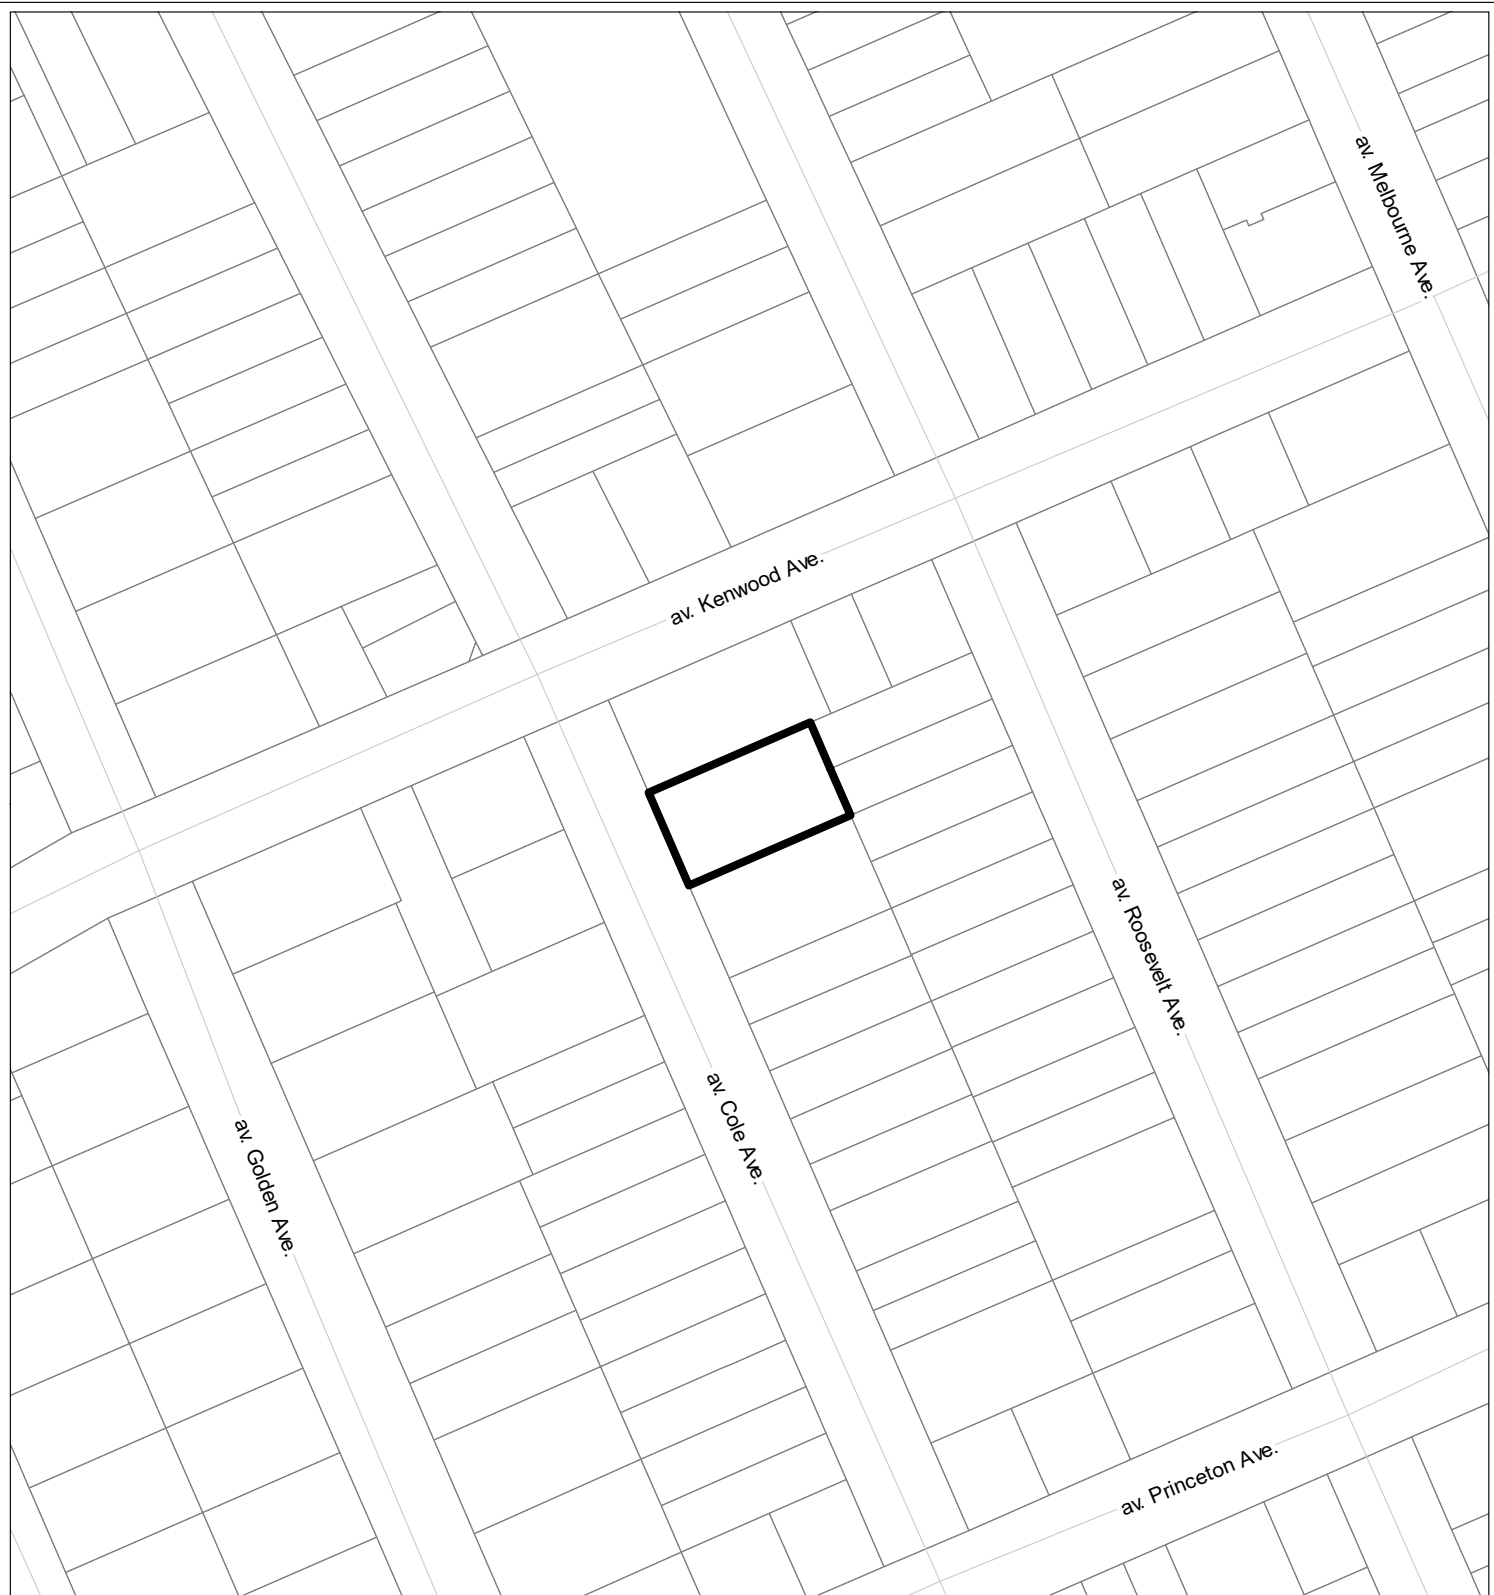 av. Melbourne Ave.
av. Kenwood Ave.
av. Roosevelt Ave.
av. Cole Ave.
av. Golden Ave.
av. Princeton Ave.